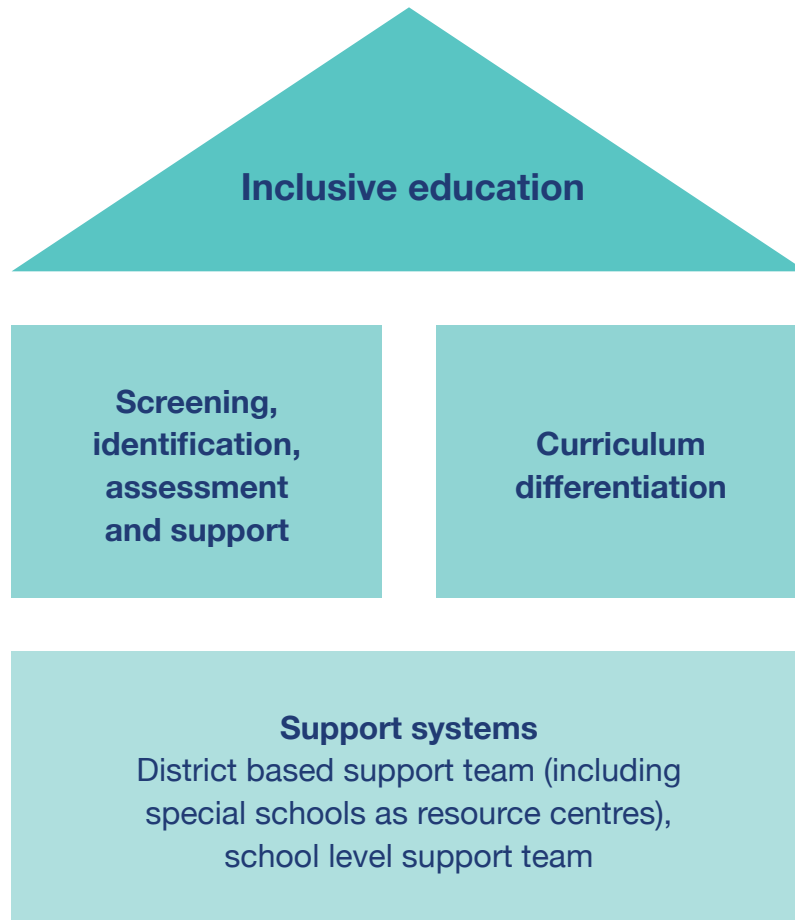 Inclusive education
Screening,
identification,
assessment
and support
Curriculum
differentiation
Support systems
District based support team (including
special schools as resource centres),
school level support team